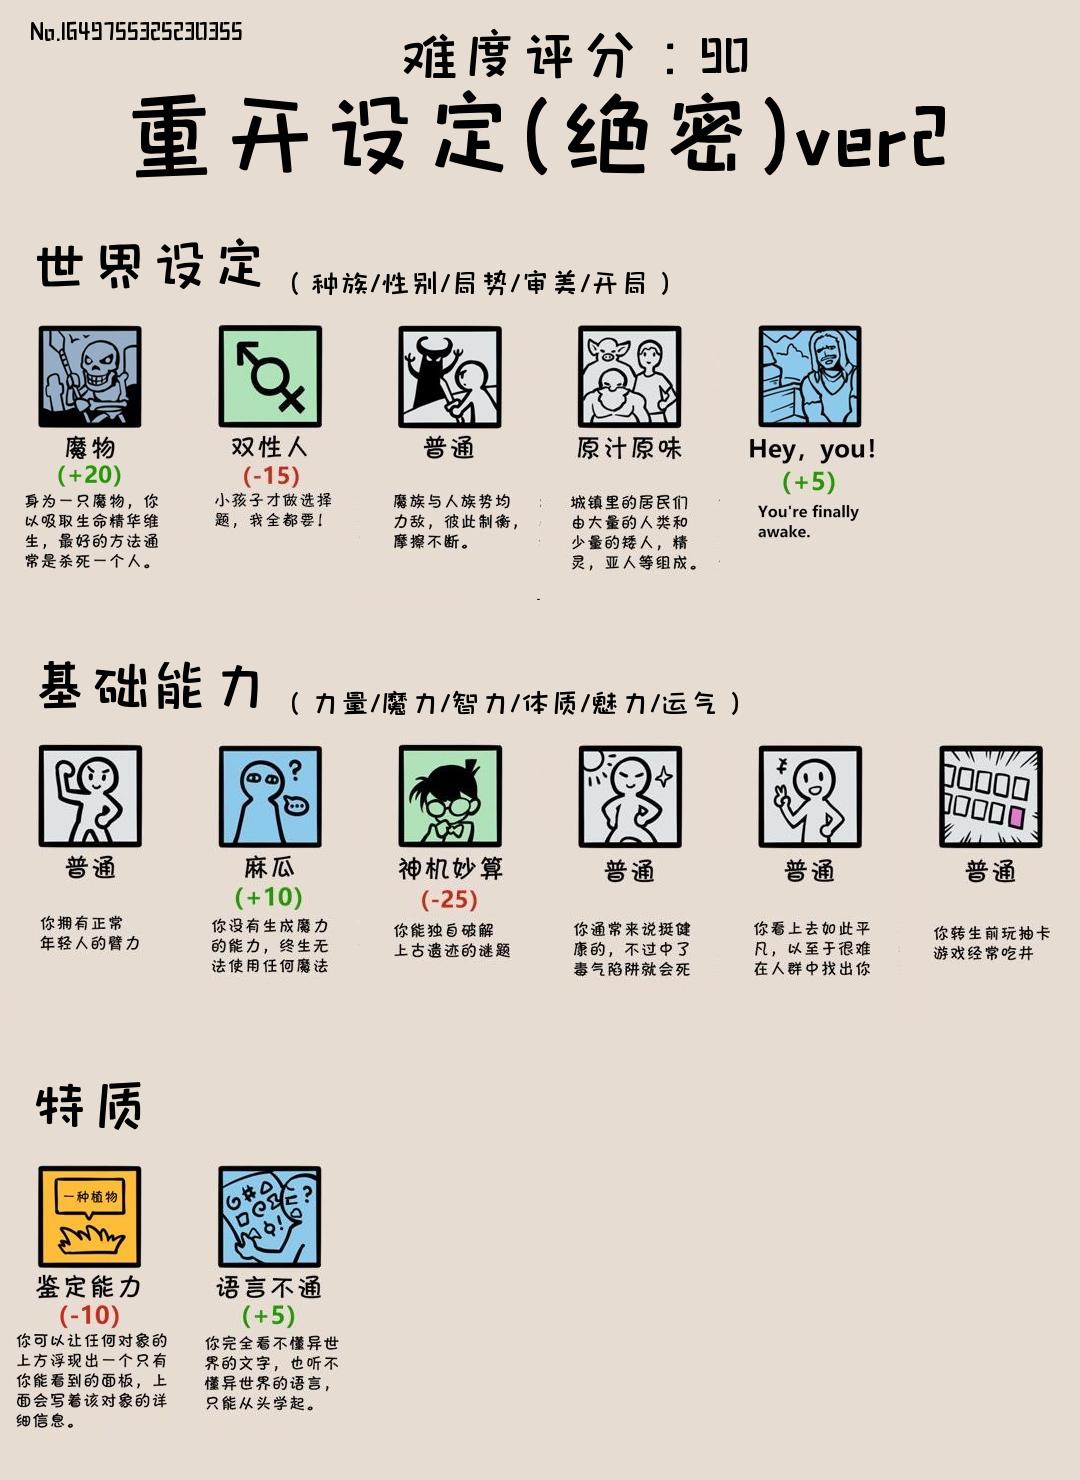 No.1649755325230355
难度评分：90
重开设定(绝密)ver2
世界设定（种族/性别/局势/审美/开局）
魔物
(+20)
身为一只魔物，你
以吸取生命精华维
生，最好的方法通
常是杀死一个人。
双性人
(-15)
小孩子才做选择
题，我全都要！
普通
魔族与人族势均
力敌，彼此制衡，
摩擦不断。
原汁原味
城镇里的居民们
由大量的人类和
少量的矮人，精
灵，亚人等组成。
Hey，you!
(+5)
You're finally
awake.
基础能力（力量/魔力/智力/体质/魅力/运气）
普通
你拥有正常
年轻人的臂力
?
麻瓜
(+10)
你没有生成魔力
的能力，终生无
法使用任何魔法
神机妙算
(-25)
你能独自破解
上古遗迹的谜题
普通
你通常来说挺健
康的，不过中了
毒气陷阱就会死
普通
你看上去如此平
凡，以至于很难
在人群中找出你
普通
你转生前玩抽卡
游戏经常吃井
特质
一种植物
鉴定能力
(-10)
你可以让任何对象的
上方浮现出一个只有
你能看到的面板，上
面会写着该对象的详
细信息。
?
语言不通
(+5)
你完全看不懂异世
界的文字，也听不
懂异世界的语言，
只能从头学起。